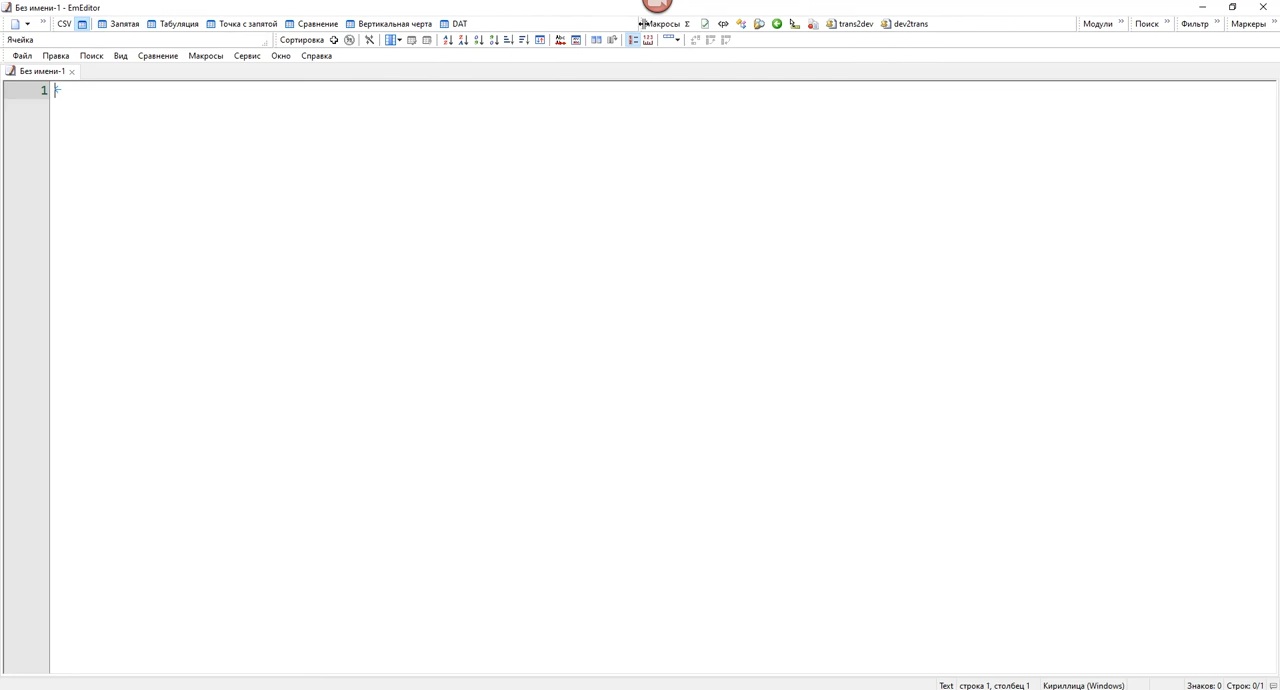 Без имени-1 - EmEditor
CSV Запятая Табуляция Точка с запятой Сравнение Вертикальная черта DAT Макросы trans2dev dev2trans Модули Поиск Фильтр Маркеры
Ячейка Сортировка
Файл Правка Поиск Вид Сравнение Макросы Сервис Окно Справка
Без имени-1
1
Text строка 1, столбец 1 Кириллица (Windows) Знаков: 0 Строк: 0/1